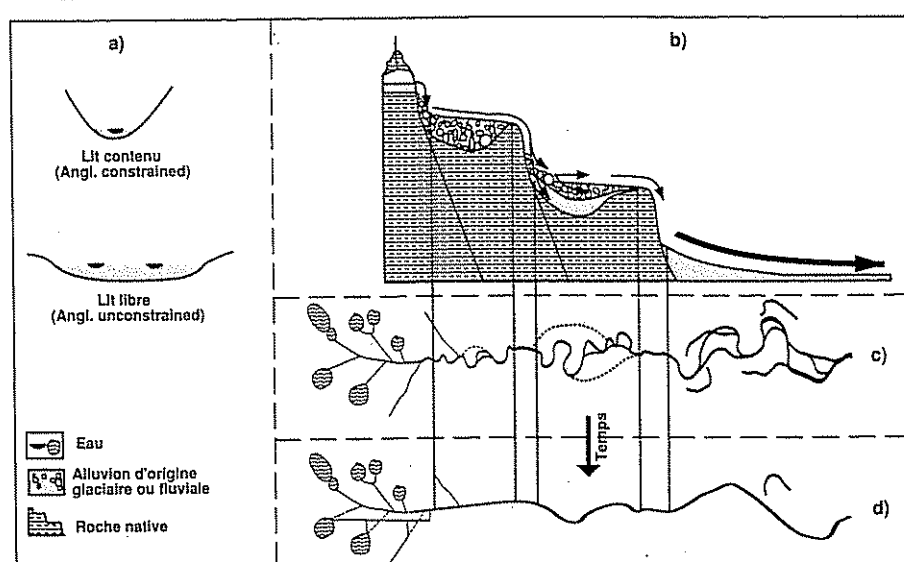 a)
Lit contenu
(Angl. constrained)
Lit libre
(Angl. unconstrained)
Eau
Alluvion d'origine
glaciaire ou fluviale
Roche native
b)
c)
Temps
d)